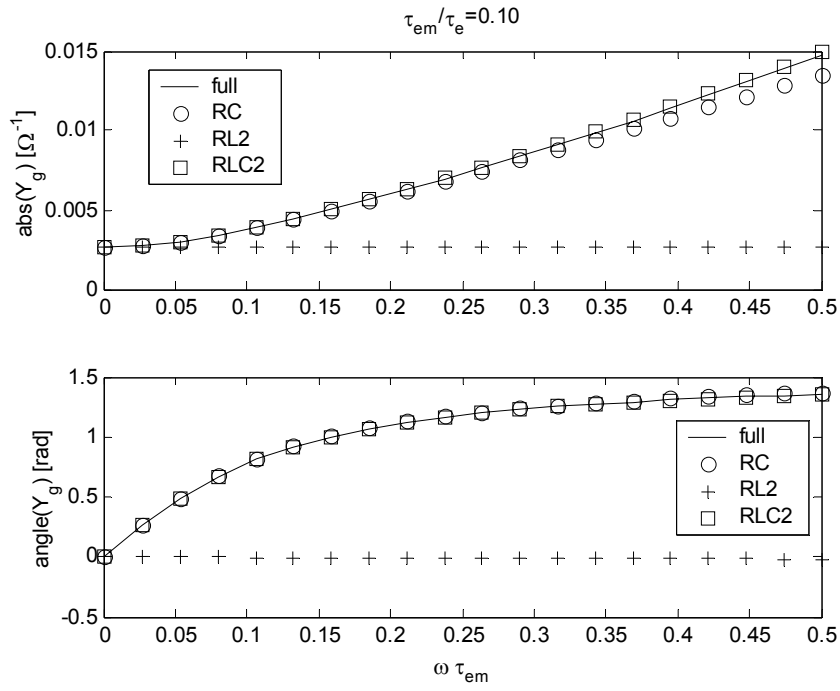 τem/τe=0.10
0.015
0.01
0.005
0
abs(Yg) [Ω-1]
full
RC
RL2
RLC2
0 0.05 0.1 0.15 0.2 0.25 0.3 0.35 0.4 0.45 0.5
1.5
1
0.5
0
-0.5
angle(Yg) [rad]
full
RC
RL2
RLC2
0 0.05 0.1 0.15 0.2 0.25 0.3 0.35 0.4 0.45 0.5
ω τem